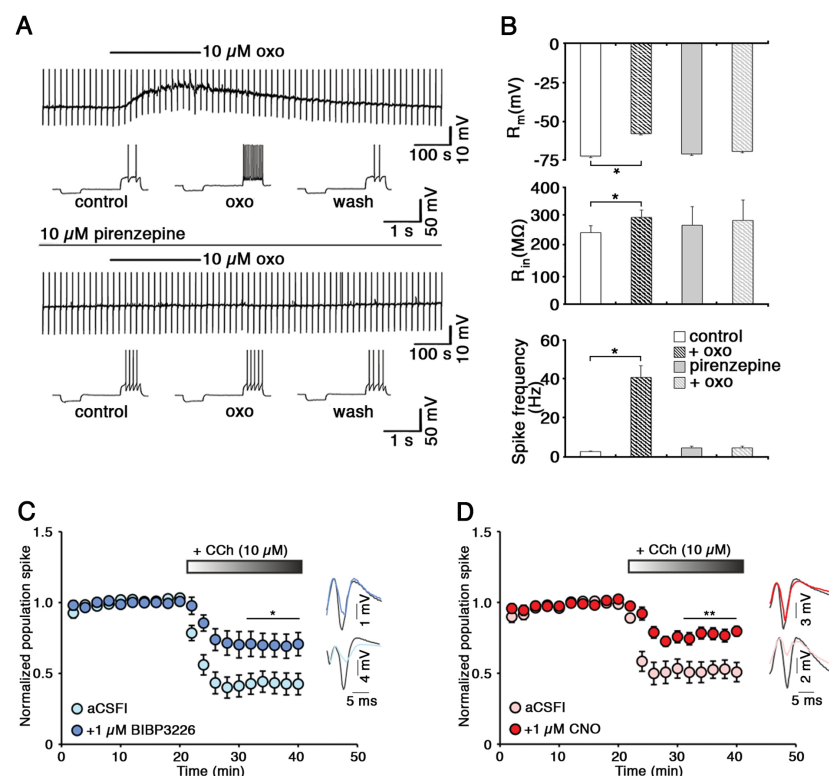 A
10 µM oxo
100 s
10 mV
control
oxo
wash
1 s
50 mV
10 µM pirenzepine
10 µM oxo
100 s
10 mV
control
oxo
wash
1 s
50 mV
B
Rm(mV)
0
-25
-50
-75
*
Rin(MΩ)
400
300
200
100
0
*
Spike frequency
(Hz)
60
40
20
0
*
control
+ oxo
pirenzepine
+ oxo
C
Normalized population spike
1.5
1.0
0.5
0
+ CCh (10 µM)
*
1 mV
4 mV
5 ms
aCSFI
+1 µM BIBP3226
0 10 20 30 40 50
Time (min)
D
Normalized population spike
1.5
1.0
0.5
0
+ CCh (10 µM)
**
3 mV
2 mV
5 ms
aCSFI
+1 µM CNO
0 10 20 30 40 50
Time (min)